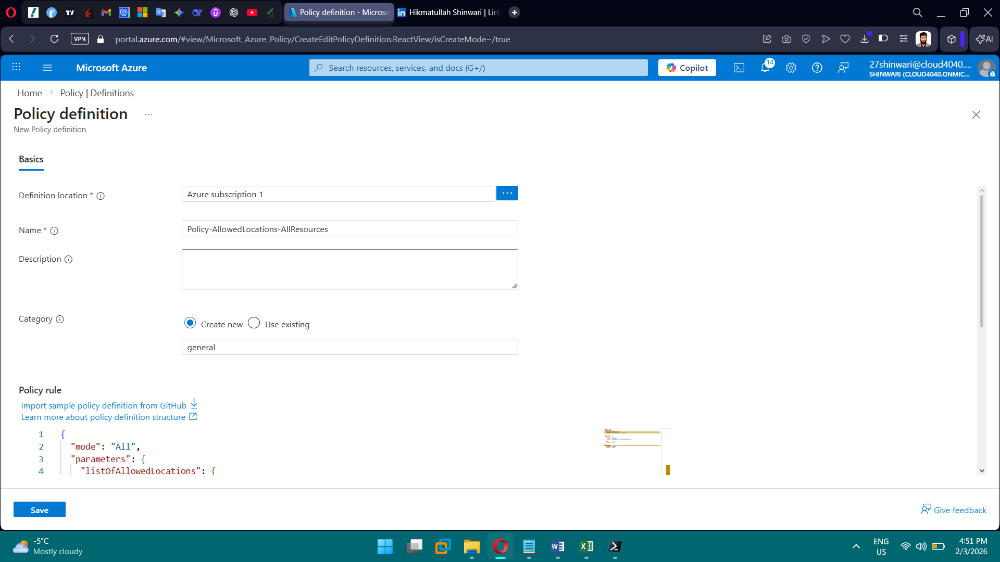 Policy definition - Microso
Hikmatullah Shinwari | Lin
VPN
portal.azure.com/#view/Microsoft_Azure_Policy/CreateEditPolicyDefinition.ReactView/isCreateMode~/true
AI
Microsoft Azure
Search resources, services, and docs (G+/)
Copilot
14
27shinwari@cloud4040....
SHINWARI (CLOUD4040.ONMIC...
Home > Policy | Definitions
Policy definition ...
New Policy definition
Basics
Definition location *
Azure subscription 1
...
Name *
Policy-AllowedLocations-AllResources
Description
Category
Create new
Use existing
general
Policy rule
Import sample policy definition from GitHub
Learn more about policy definition structure
1 {
2 "mode": "All",
3 "parameters": {
4 "listOfAllowedLocations": {
Save
Give feedback
-5°C
Mostly cloudy
ENG
US
4:51 PM
2/3/2026